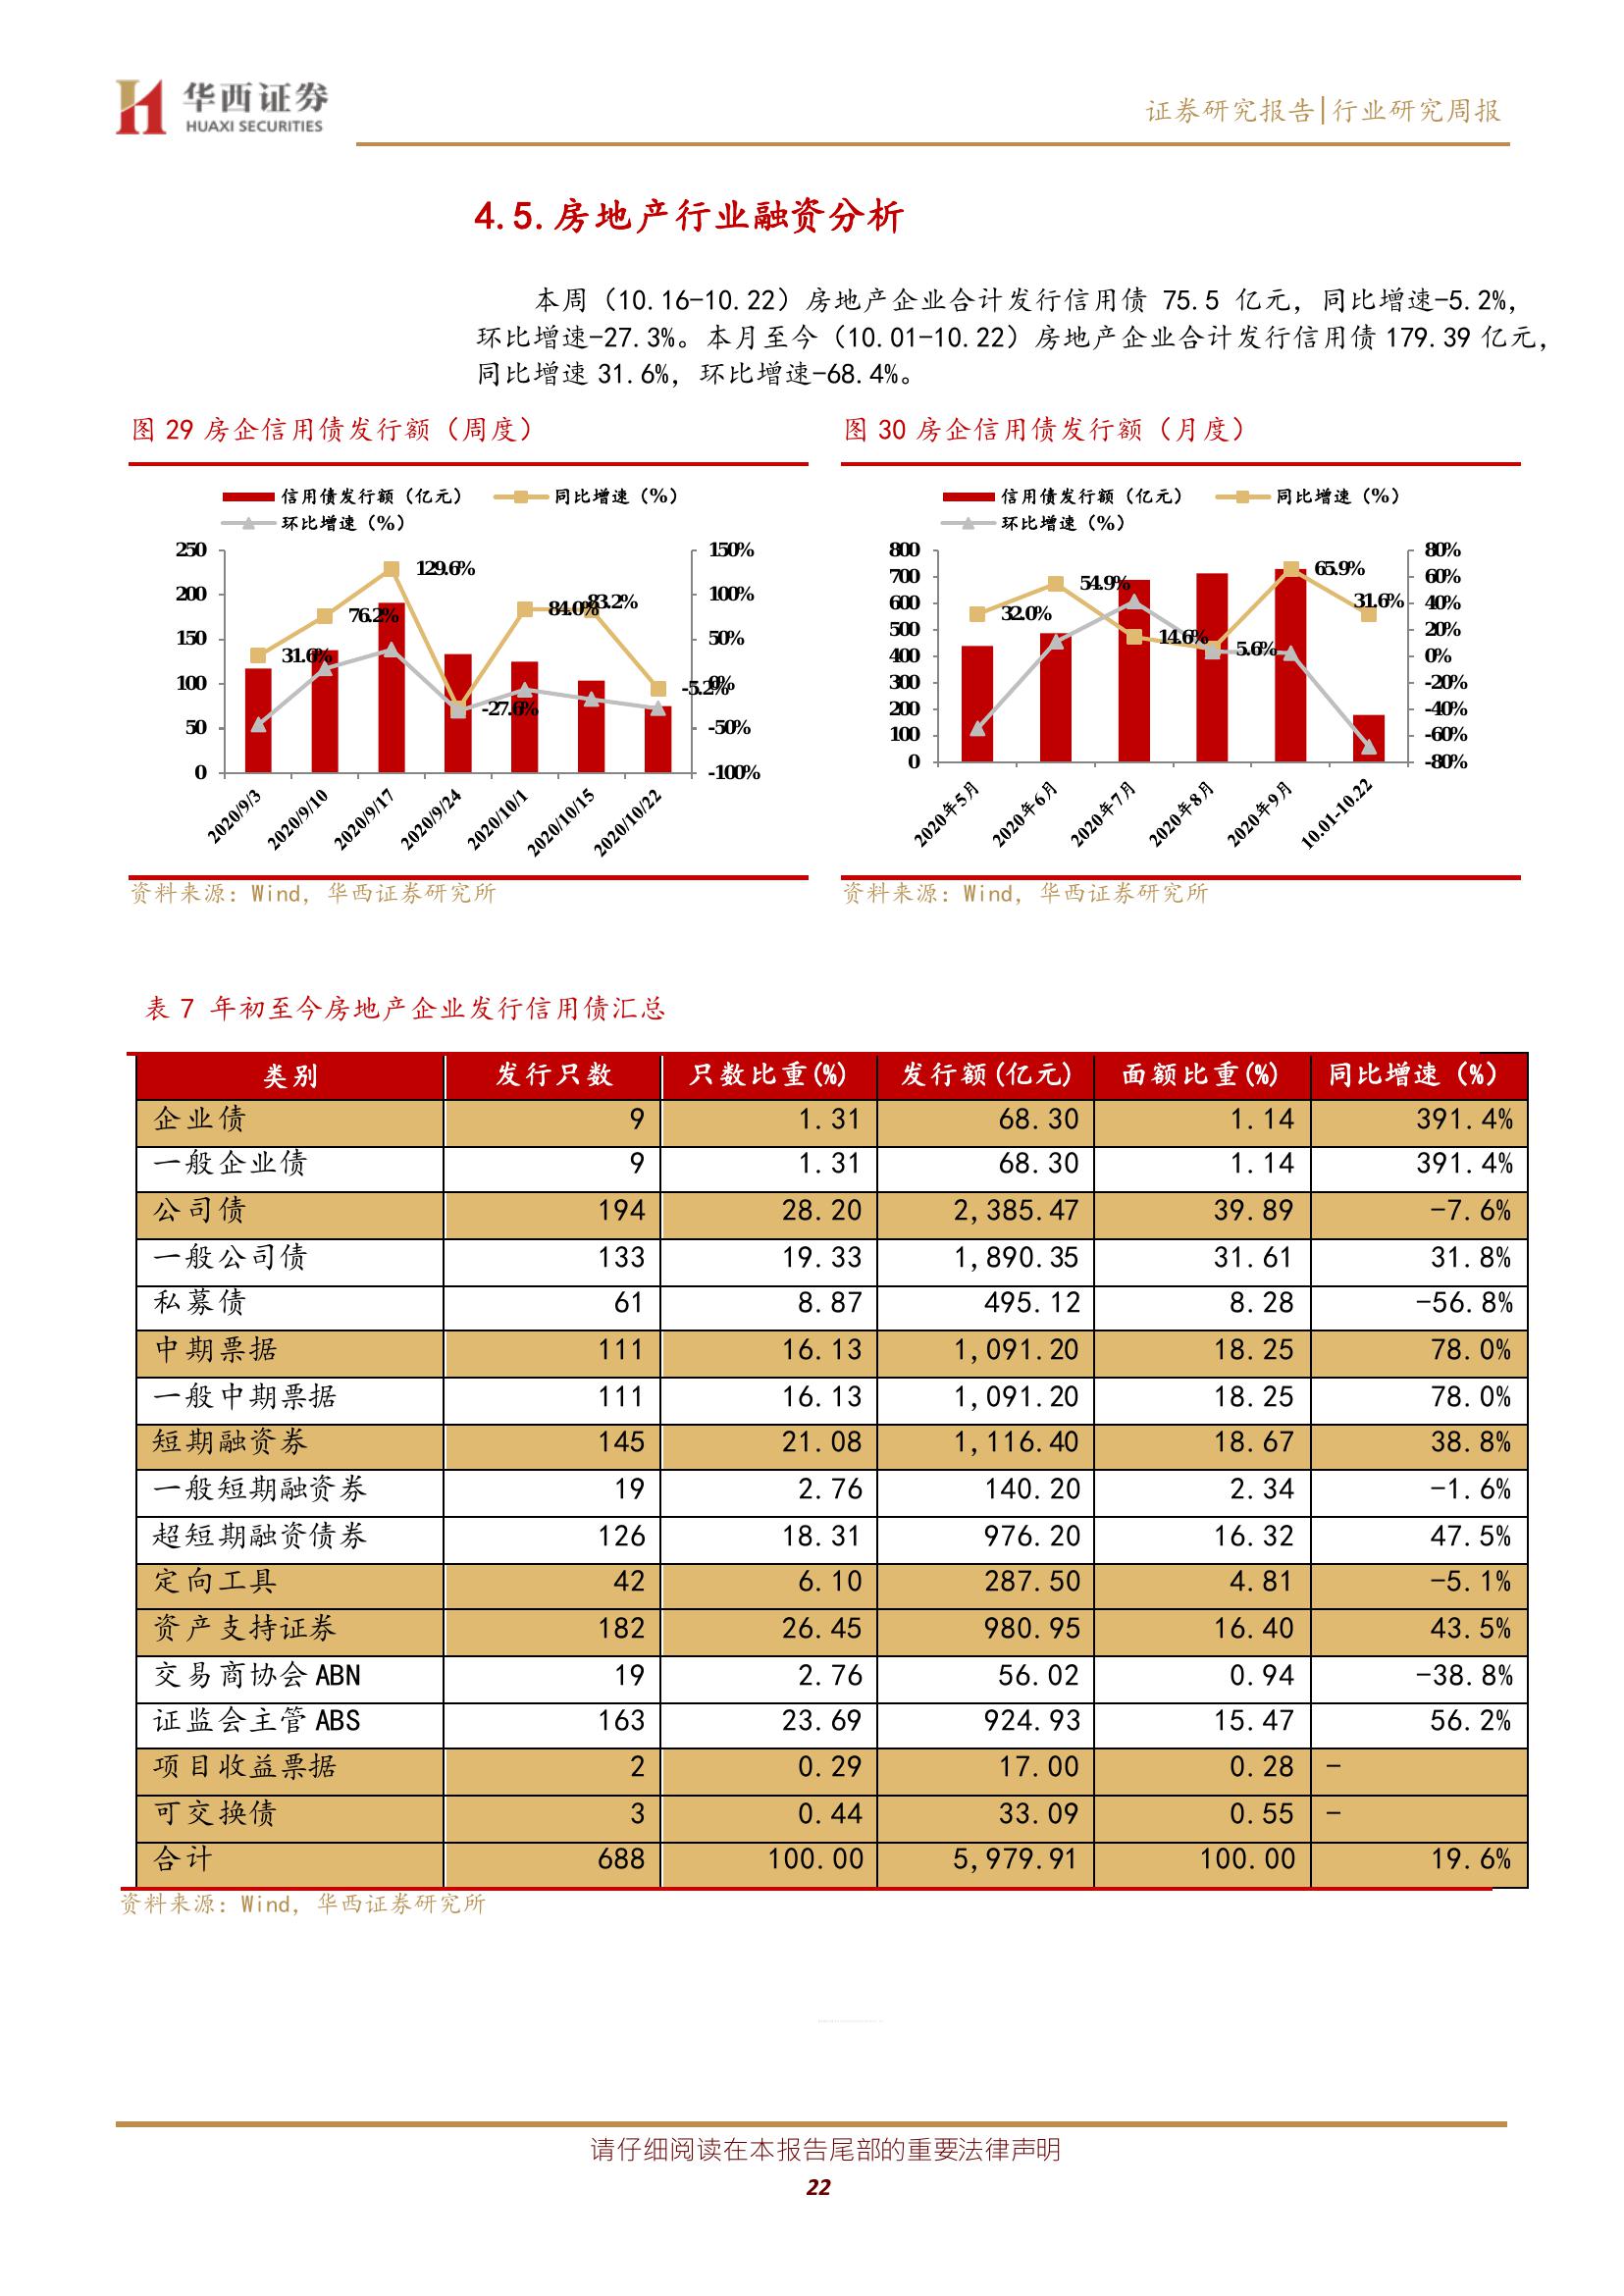 华西证券
HUAXI SECURITIES
证券研究报告|行业研究周报
4.5.房地产行业融资分析
本周（10.16-10.22）房地产企业合计发行信用债 75.5 亿元，同比增速-5.2%，
环比增速-27.3%。本月至今（10.01-10.22）房地产企业合计发行信用债 179.39 亿元，
同比增速 31.6%，环比增速-68.4%。
图 29 房企信用债发行额（周度）
信用债发行额（亿元） 同比增速（%）
环比增速（%）
250 150%
200 100%
150 50%
100 0%
50 -50%
0 -100%
31.6% 76.2% 129.6% -27.6% 84.0% 83.2% -5.2%
2020/9/3 2020/9/10 2020/9/17 2020/9/24 2020/10/1 2020/10/15 2020/10/22
资料来源：Wind，华西证券研究所
图 30 房企信用债发行额（月度）
信用债发行额（亿元） 同比增速（%）
环比增速（%）
800 80%
700 60%
600 40%
500 20%
400 0%
300 -20%
200 -40%
100 -60%
0 -80%
32.0% 54.9% 14.6% 5.6% 65.9% 31.6%
2020年5月 2020年6月 2020年7月 2020年8月 2020年9月 10.01-10.22
资料来源：Wind，华西证券研究所
表 7 年初至今房地产企业发行信用债汇总
类别 发行只数 只数比重(%) 发行额(亿元) 面额比重(%) 同比增速（%）
企业债 9 1.31 68.30 1.14 391.4%
一般企业债 9 1.31 68.30 1.14 391.4%
公司债 194 28.20 2,385.47 39.89 -7.6%
一般公司债 133 19.33 1,890.35 31.61 31.8%
私募债 61 8.87 495.12 8.28 -56.8%
中期票据 111 16.13 1,091.20 18.25 78.0%
一般中期票据 111 16.13 1,091.20 18.25 78.0%
短期融资券 145 21.08 1,116.40 18.67 38.8%
一般短期融资券 19 2.76 140.20 2.34 -1.6%
超短期融资债券 126 18.31 976.20 16.32 47.5%
定向工具 42 6.10 287.50 4.81 -5.1%
资产支持证券 182 26.45 980.95 16.40 43.5%
交易商协会 ABN 19 2.76 56.02 0.94 -38.8%
证监会主管 ABS 163 23.69 924.93 15.47 56.2%
项目收益票据 2 0.29 17.00 0.28 -
可交换债 3 0.44 33.09 0.55 -
合计 688 100.00 5,979.91 100.00 19.6%
资料来源：Wind，华西证券研究所
请仔细阅读在本报告尾部的重要法律声明
22